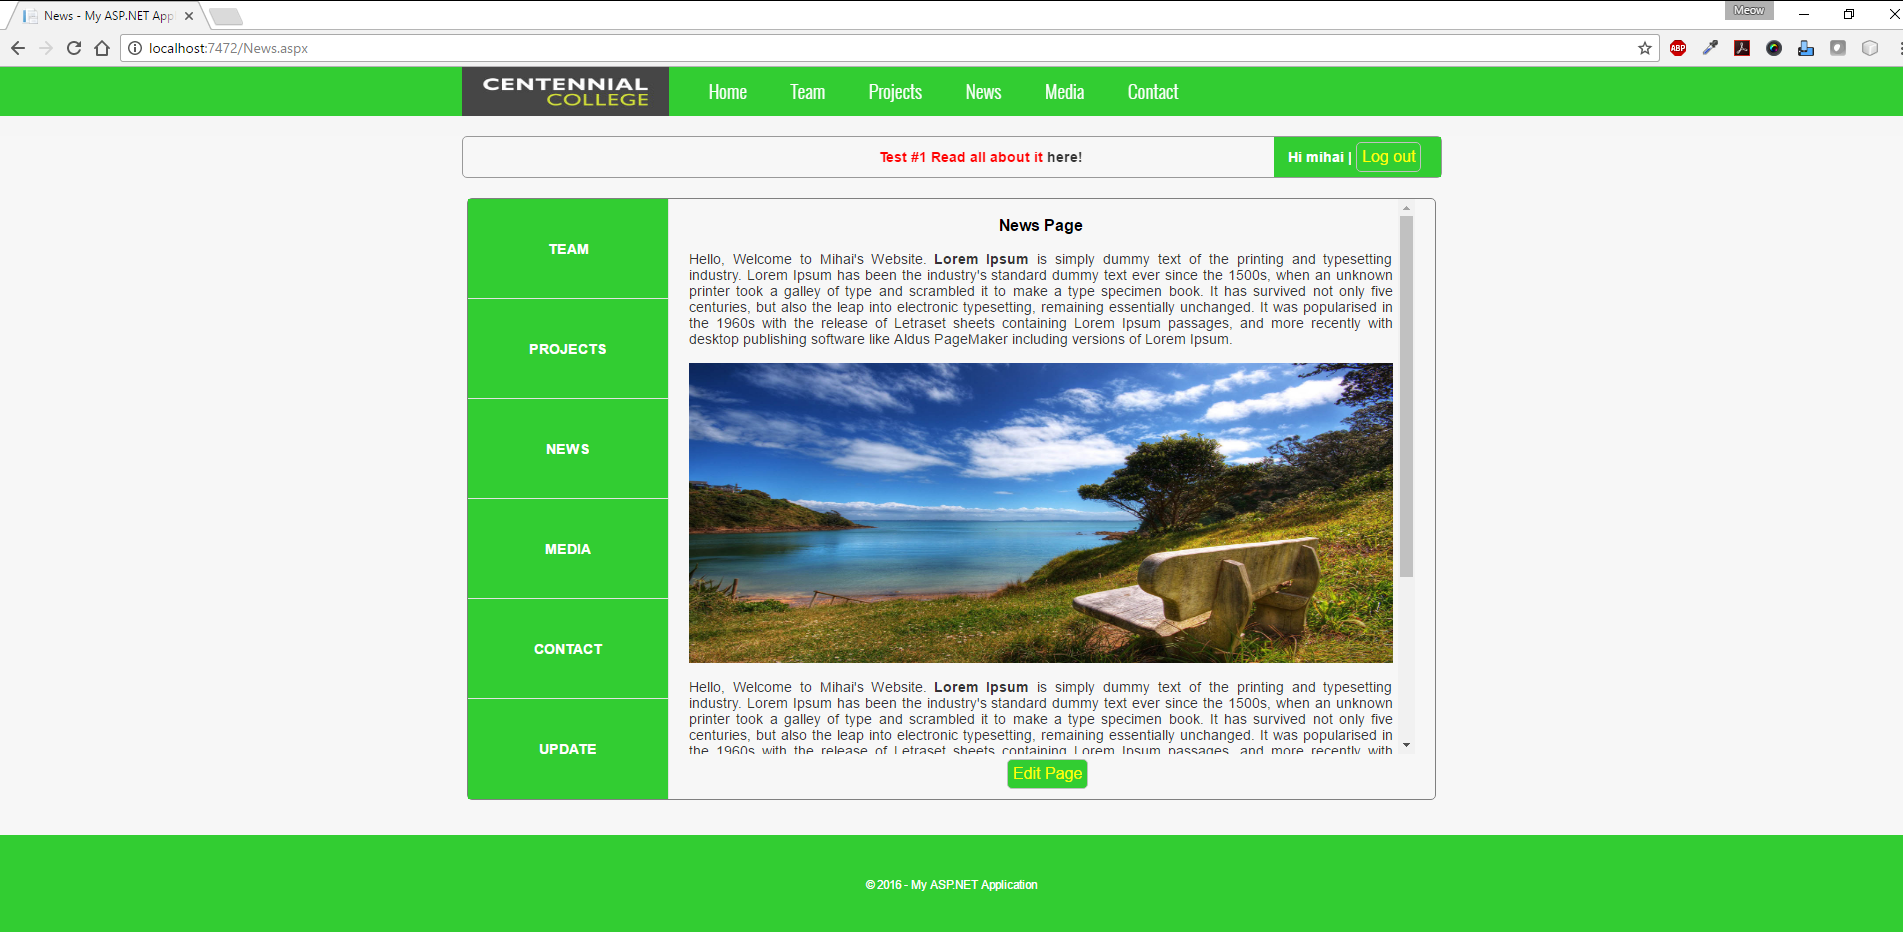 News - My ASP.NET App
Meow
localhost:7472/News.aspx
ABP
CENTENNIAL
COLLEGE
Home Team Projects News Media Contact
Test #1 Read all about it here!
Hi mihai | Log out
TEAM
PROJECTS
NEWS
MEDIA
CONTACT
UPDATE
News Page
Hello, Welcome to Mihai's Website. Lorem Ipsum is simply dummy text of the printing and typesetting
industry. Lorem Ipsum has been the industry's standard dummy text ever since the 1500s, when an unknown
printer took a galley of type and scrambled it to make a type specimen book. It has survived not only five
centuries, but also the leap into electronic typesetting, remaining essentially unchanged. It was popularised in
the 1960s with the release of Letraset sheets containing Lorem Ipsum passages, and more recently with
desktop publishing software like Aldus PageMaker including versions of Lorem Ipsum.
Hello, Welcome to Mihai's Website. Lorem Ipsum is simply dummy text of the printing and typesetting
industry. Lorem Ipsum has been the industry's standard dummy text ever since the 1500s, when an unknown
printer took a galley of type and scrambled it to make a type specimen book. It has survived not only five
centuries, but also the leap into electronic typesetting, remaining essentially unchanged. It was popularised in
the 1960s with the release of Letraset sheets containing Lorem Ipsum passages, and more recently with
Edit Page
© 2016 - My ASP.NET Application